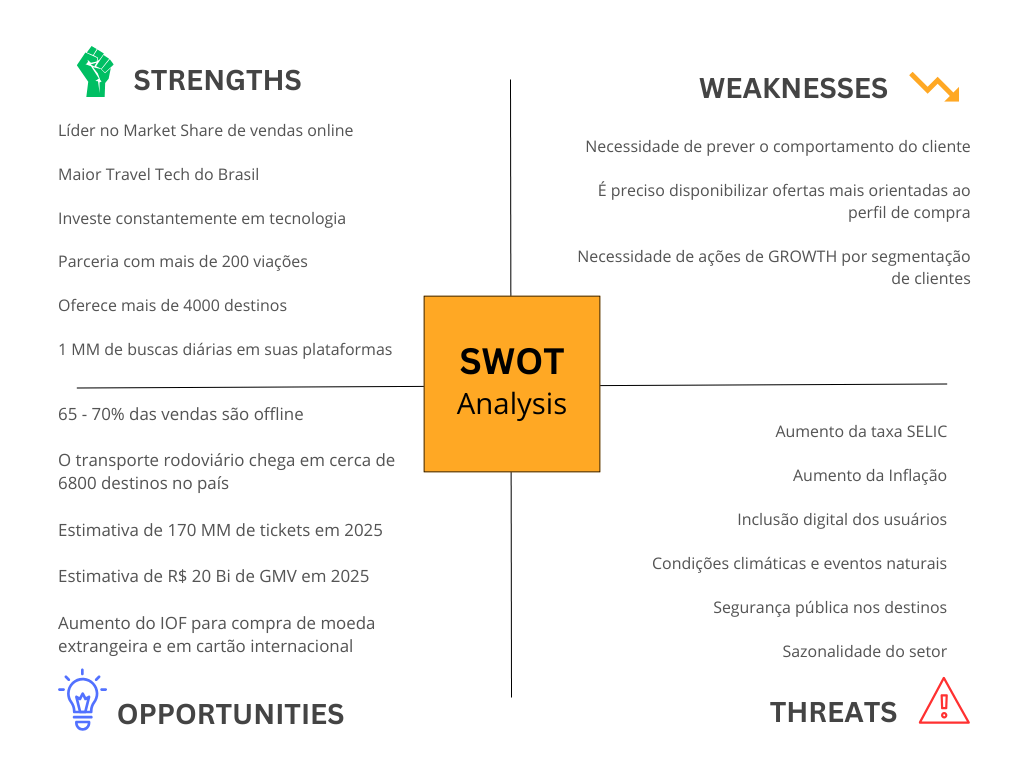 STRENGTHS
Líder no Market Share de vendas online
Maior Travel Tech do Brasil
Investe constantemente em tecnologia
Parceria com mais de 200 viações
Oferece mais de 4000 destinos
1 MM de buscas diárias em suas plataformas
WEAKNESSES
Necessidade de prever o comportamento do cliente
É preciso disponibilizar ofertas mais orientadas ao
perfil de compra
Necessidade de ações de GROWTH por segmentação
de clientes
SWOT
Analysis
65 - 70% das vendas são offline
O transporte rodoviário chega em cerca de
6800 destinos no país
Estimativa de 170 MM de tickets em 2025
Estimativa de R$ 20 Bi de GMV em 2025
Aumento do IOF para compra de moeda
extrangeira e em cartão internacional
OPPORTUNITIES
Aumento da taxa SELIC
Aumento da Inflação
Inclusão digital dos usuários
Condições climáticas e eventos naturais
Segurança pública nos destinos
Sazonalidade do setor
THREATS